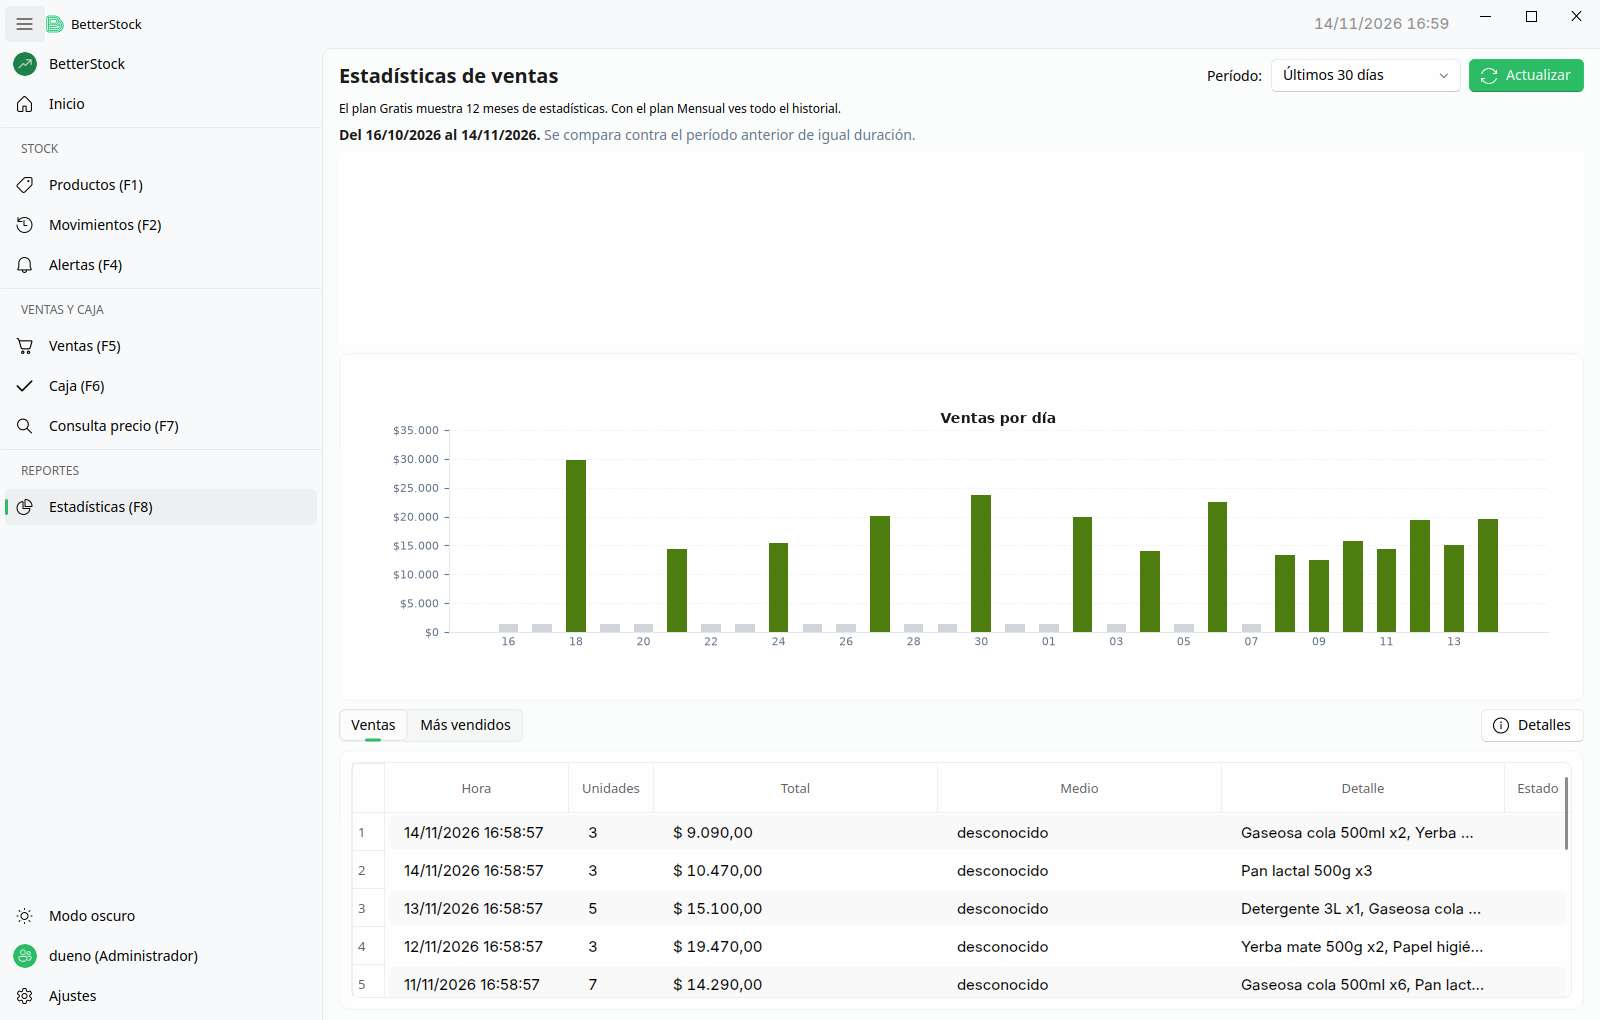 BetterStock
14/11/2026 16:59
BetterStock
Inicio
STOCK
Productos (F1)
Movimientos (F2)
Alertas (F4)
VENTAS Y CAJA
Ventas (F5)
Caja (F6)
Consulta precio (F7)
REPORTES
Estadísticas (F8)
Modo oscuro
dueno (Administrador)
Ajustes
Estadísticas de ventas
Período: Últimos 30 días Actualizar
El plan Gratis muestra 12 meses de estadísticas. Con el plan Mensual ves todo el historial.
Del 16/10/2026 al 14/11/2026. Se compara contra el período anterior de igual duración.
Ventas por día
$35.000
$30.000
$25.000
$20.000
$15.000
$10.000
$5.000
$0
16 18 20 22 24 26 28 30 01 03 05 07 09 11 13
Ventas Más vendidos Detalles
Hora Unidades Total Medio Detalle Estado
1 14/11/2026 16:58:57 3 $ 9.090,00 desconocido Gaseosa cola 500ml x2, Yerba ...
2 14/11/2026 16:58:57 3 $ 10.470,00 desconocido Pan lactal 500g x3
3 13/11/2026 16:58:57 5 $ 15.100,00 desconocido Detergente 3L x1, Gaseosa cola ...
4 12/11/2026 16:58:57 3 $ 19.470,00 desconocido Yerba mate 500g x2, Papel higié...
5 11/11/2026 16:58:57 7 $ 14.290,00 desconocido Gaseosa cola 500ml x6, Pan lact...